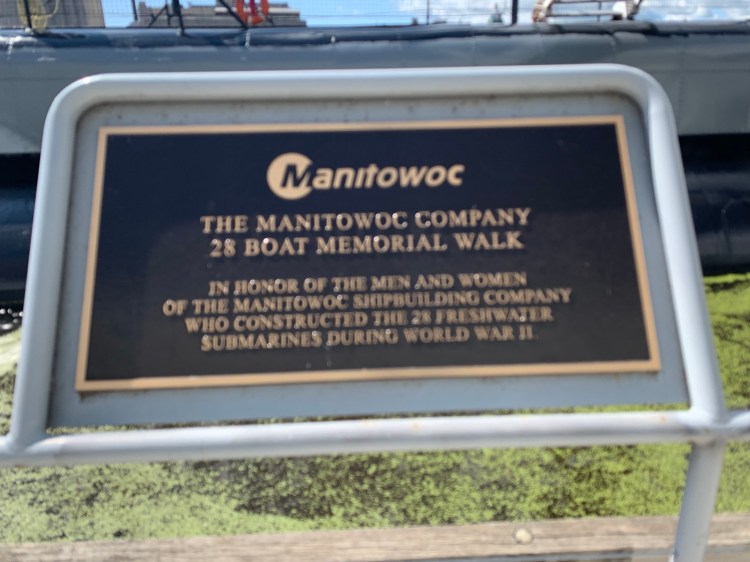 Manitowoc
THE MANITOWOC COMPANY
28 BOAT MEMORIAL WALK
IN HONOR OF THE MEN AND WOMEN
OF THE MANITOWOC SHIPBUILDING COMPANY
WHO CONSTRUCTED THE 28 FRESHWATER
SUBMARINES DURING WORLD WAR II.